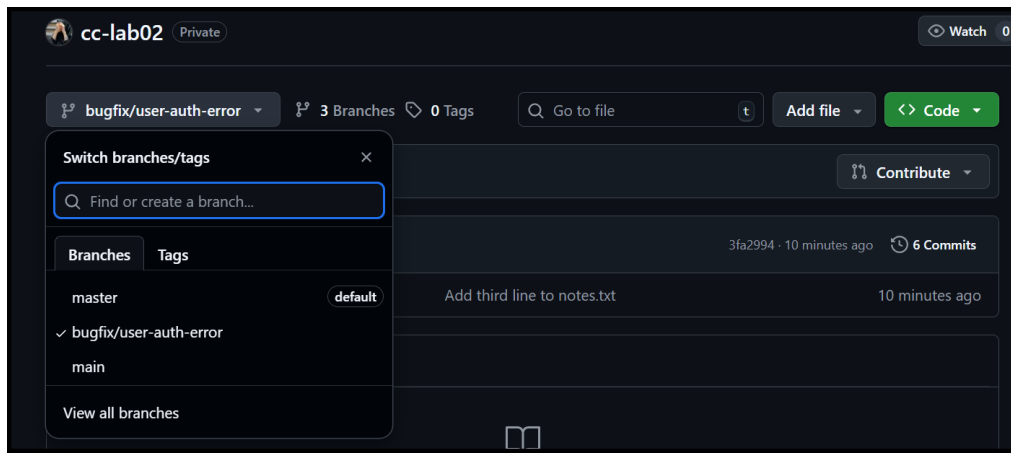 cc-lab02 Private Watch 0
bugfix/user-auth-error 3 Branches 0 Tags Go to file t Add file Code
Switch branches/tags
Contribute
Find or create a branch...
Branches Tags
3fa2994 · 10 minutes ago 6 Commits
master default
Add third line to notes.txt 10 minutes ago
bugfix/user-auth-error
main
View all branches